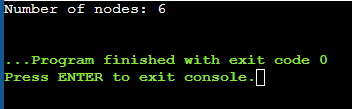 Number of nodes: 6
...Program finished with exit code 0
Press ENTER to exit console.